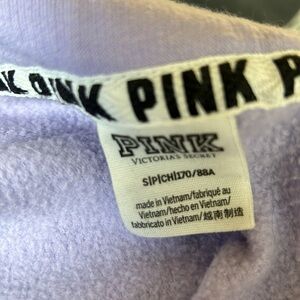 PINK PINK
PINK
VICTORIA'S SECRET
S|P|CH|170/88A
made in Vietnam/fabriqué au
Vietnam/hecho en Vietnam/
fabbricato in Vietnam/越南制造